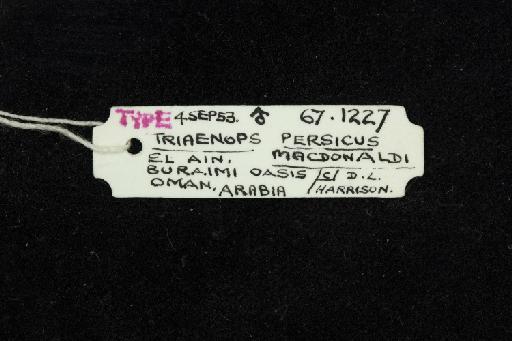 TYPE 4 SEP 53. ♂ 67.1227
TRIAENOPS PERSICUS
EL AIN. MACDONALDI
BURAIMI OASIS /C/ D.L.
OMAN, ARABIA HARRISON.